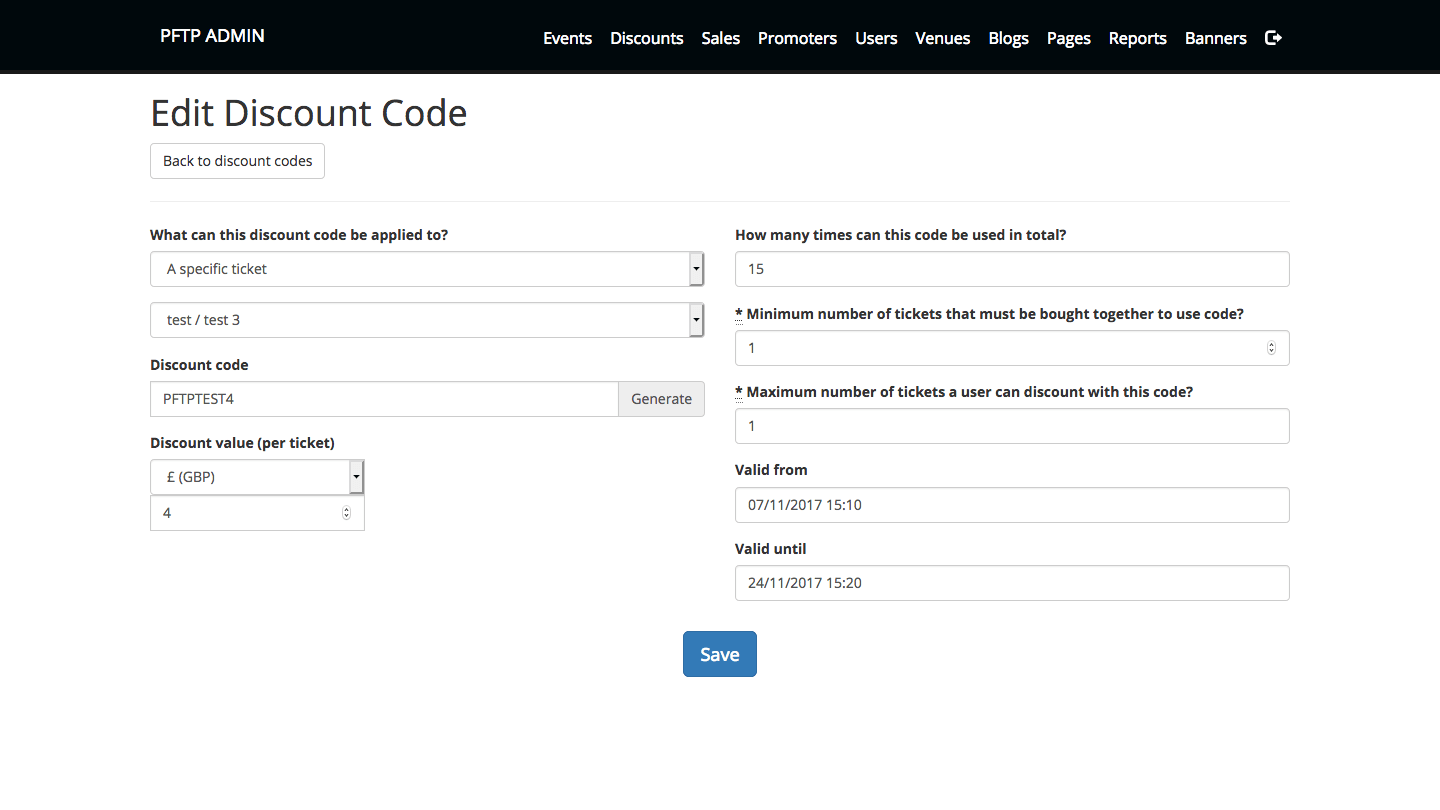 PFTP ADMIN
Events Discounts Sales Promoters Users Venues Blogs Pages Reports Banners
Edit Discount Code
Back to discount codes
What can this discount code be applied to?
A specific ticket
test / test 3
Discount code
PFTPTEST4 Generate
Discount value (per ticket)
£ (GBP)
4
How many times can this code be used in total?
15
* Minimum number of tickets that must be bought together to use code?
1
* Maximum number of tickets a user can discount with this code?
1
Valid from
07/11/2017 15:10
Valid until
24/11/2017 15:20
Save